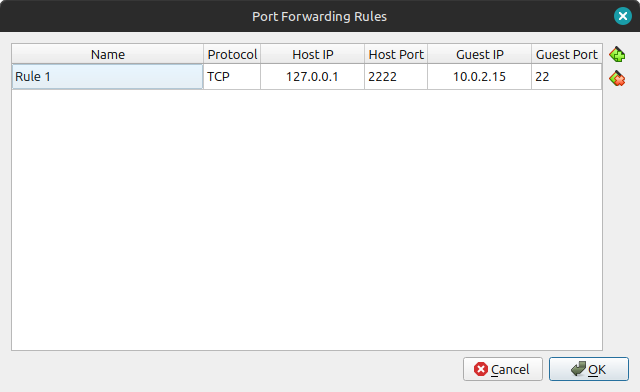 Port Forwarding Rules
Name Protocol Host IP Host Port Guest IP Guest Port
Rule 1 TCP 127.0.0.1 2222 10.0.2.15 22
Cancel OK